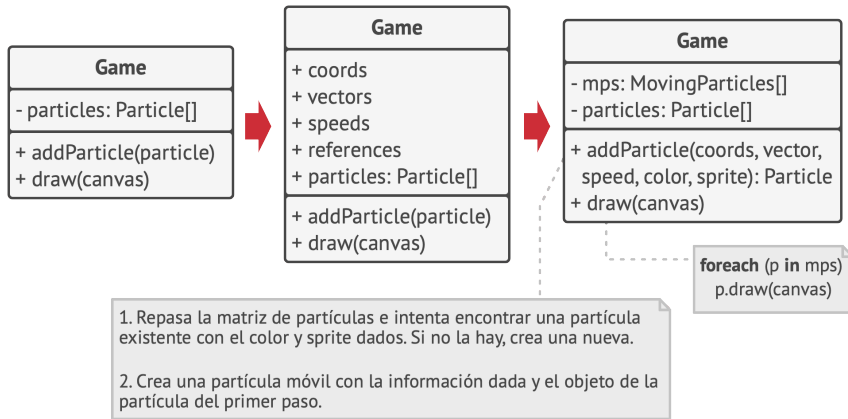 Game
- particles: Particle[]
+ addParticle(particle)
+ draw(canvas)
Game
+ coords
+ vectors
+ speeds
+ references
+ particles: Particle[]
+ addParticle(particle)
+ draw(canvas)
Game
- mps: MovingParticles[]
- particles: Particle[]
+ addParticle(coords, vector,
speed, color, sprite): Particle
+ draw(canvas)
foreach (p in mps)
p.draw(canvas)
1. Repasa la matriz de partículas e intenta encontrar una partícula
existente con el color y sprite dados. Si no la hay, crea una nueva.
2. Crea una partícula móvil con la información dada y el objeto de la
partícula del primer paso.